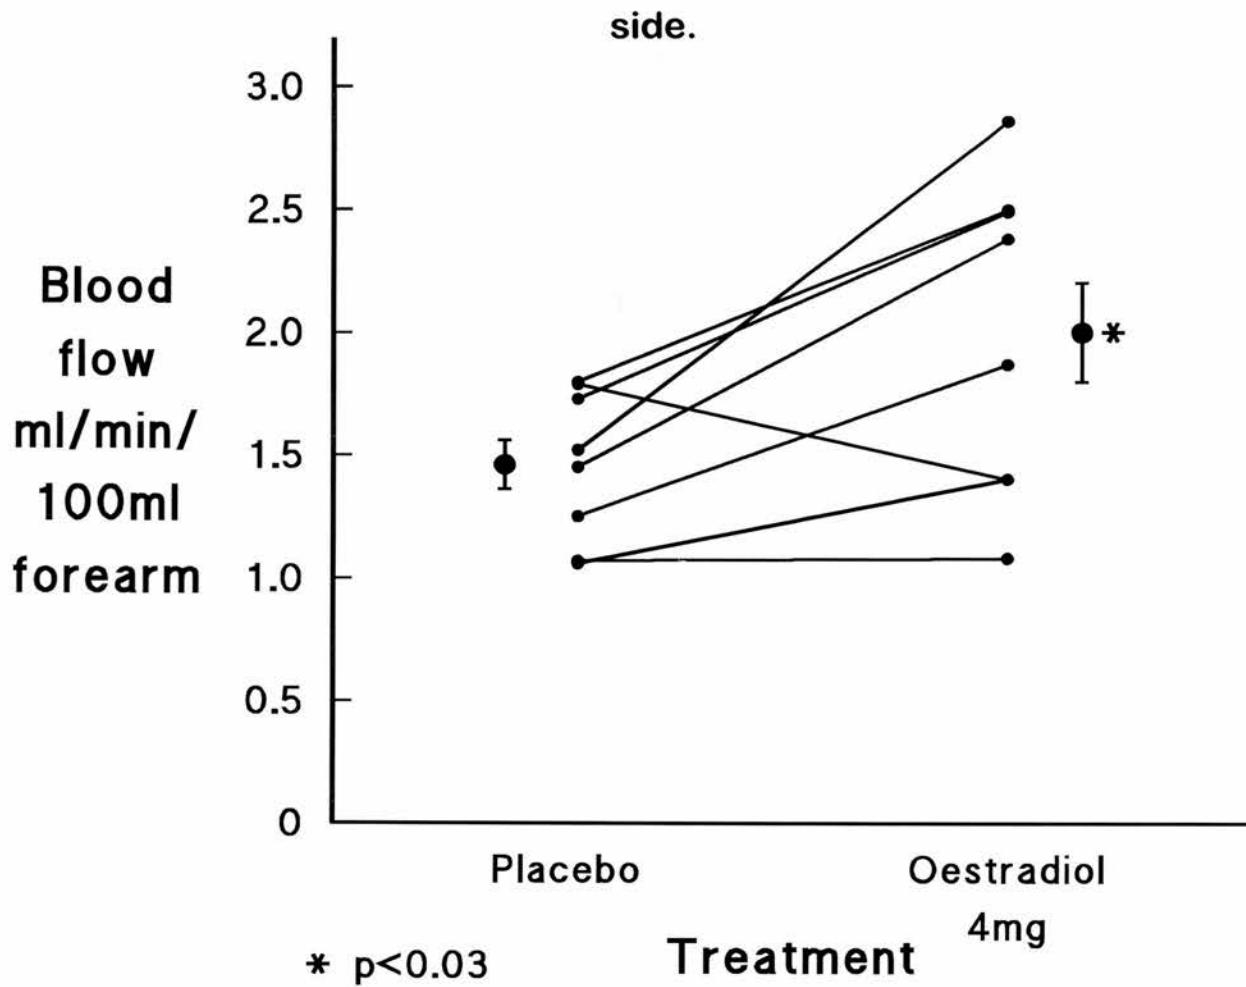 side.
3.0
2.5
2.0
1.5
1.0
0.5
0
Blood
flow
ml/min/
100ml
forearm
*
Placebo
Oestradiol
4mg
Treatment
* p<0.03